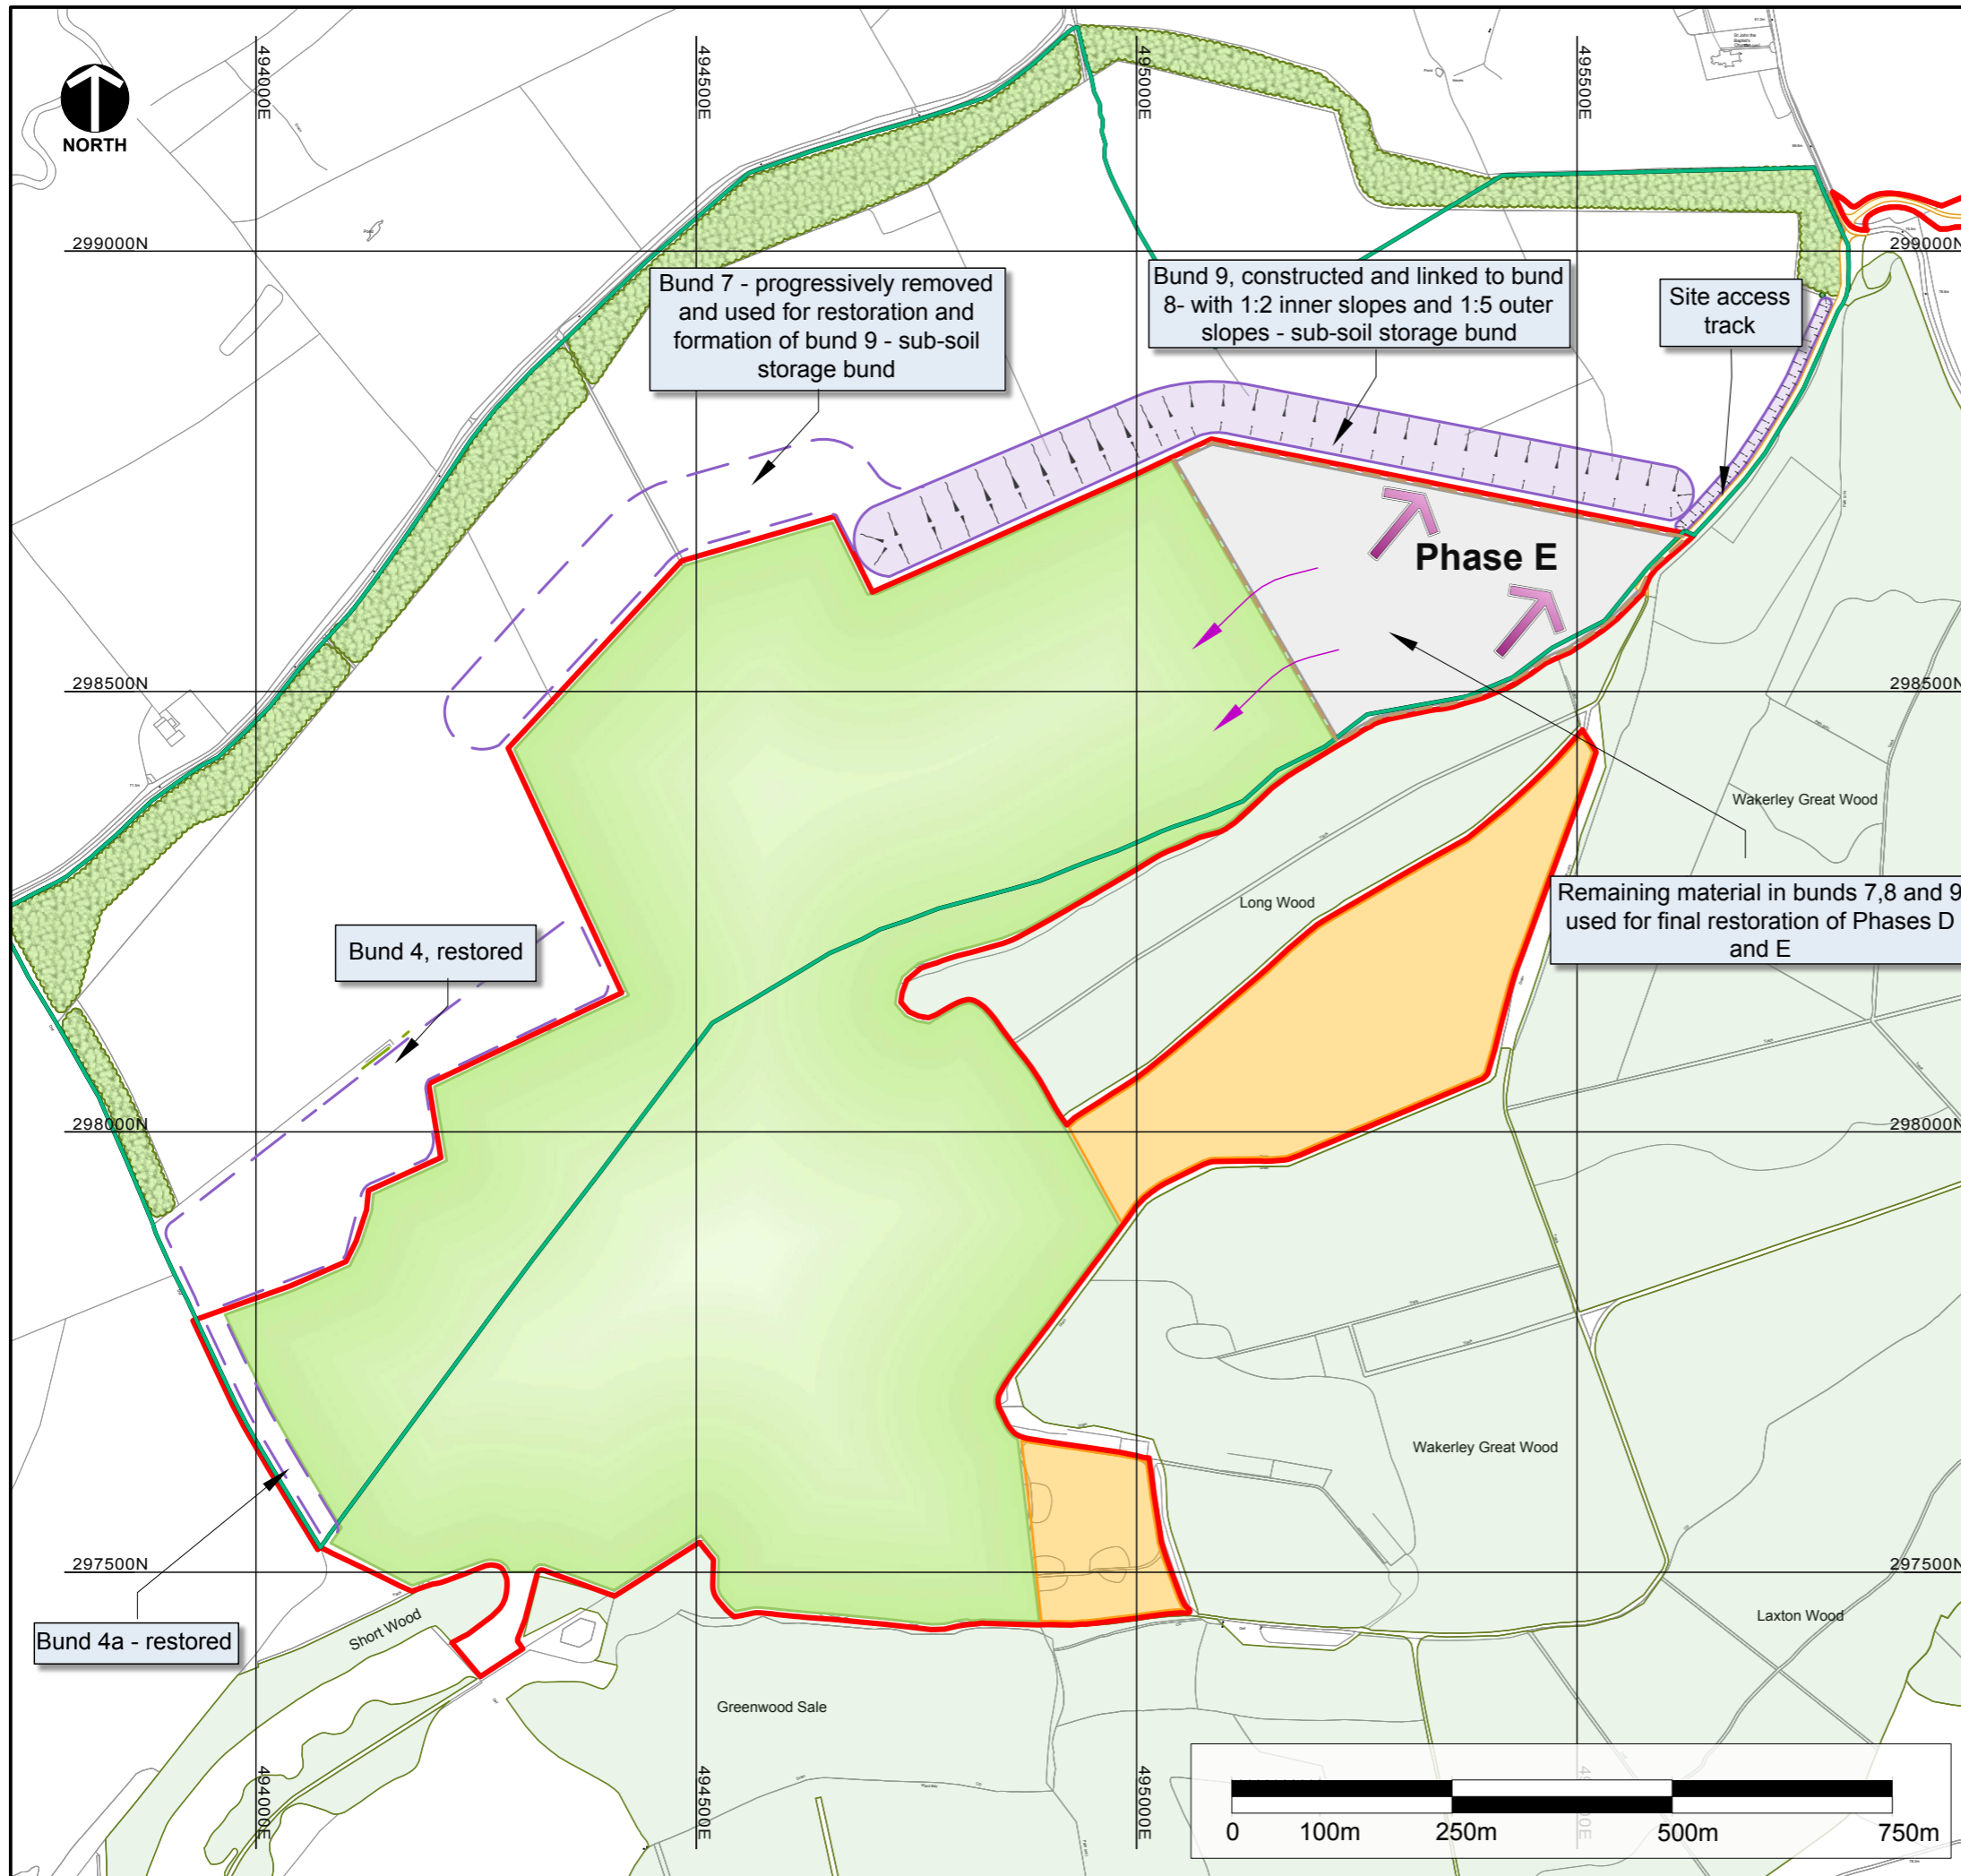 NORTH
494000E
494500E
495000E
495500E
St John the
Baptist's
Church
299000N
299000N
Bund 7 - progressively removed
and used for restoration and
formation of bund 9 - sub-soil
storage bund
Bund 9, constructed and linked to bund
8- with 1:2 inner slopes and 1:5 outer
slopes - sub-soil storage bund
Site access
track
Phase E
298500N
298500N
Wakerley Great Wood
Long Wood
Remaining material in bunds 7,8 and 9
used for final restoration of Phases D
and E
Bund 4, restored
298000N
298000N
Wakerley Great Wood
297500N
297500N
Bund 4a - restored
Short Wood
Laxton Wood
Greenwood Sale
494000E
494500E
495000E
0
100m
250m
500m
750m